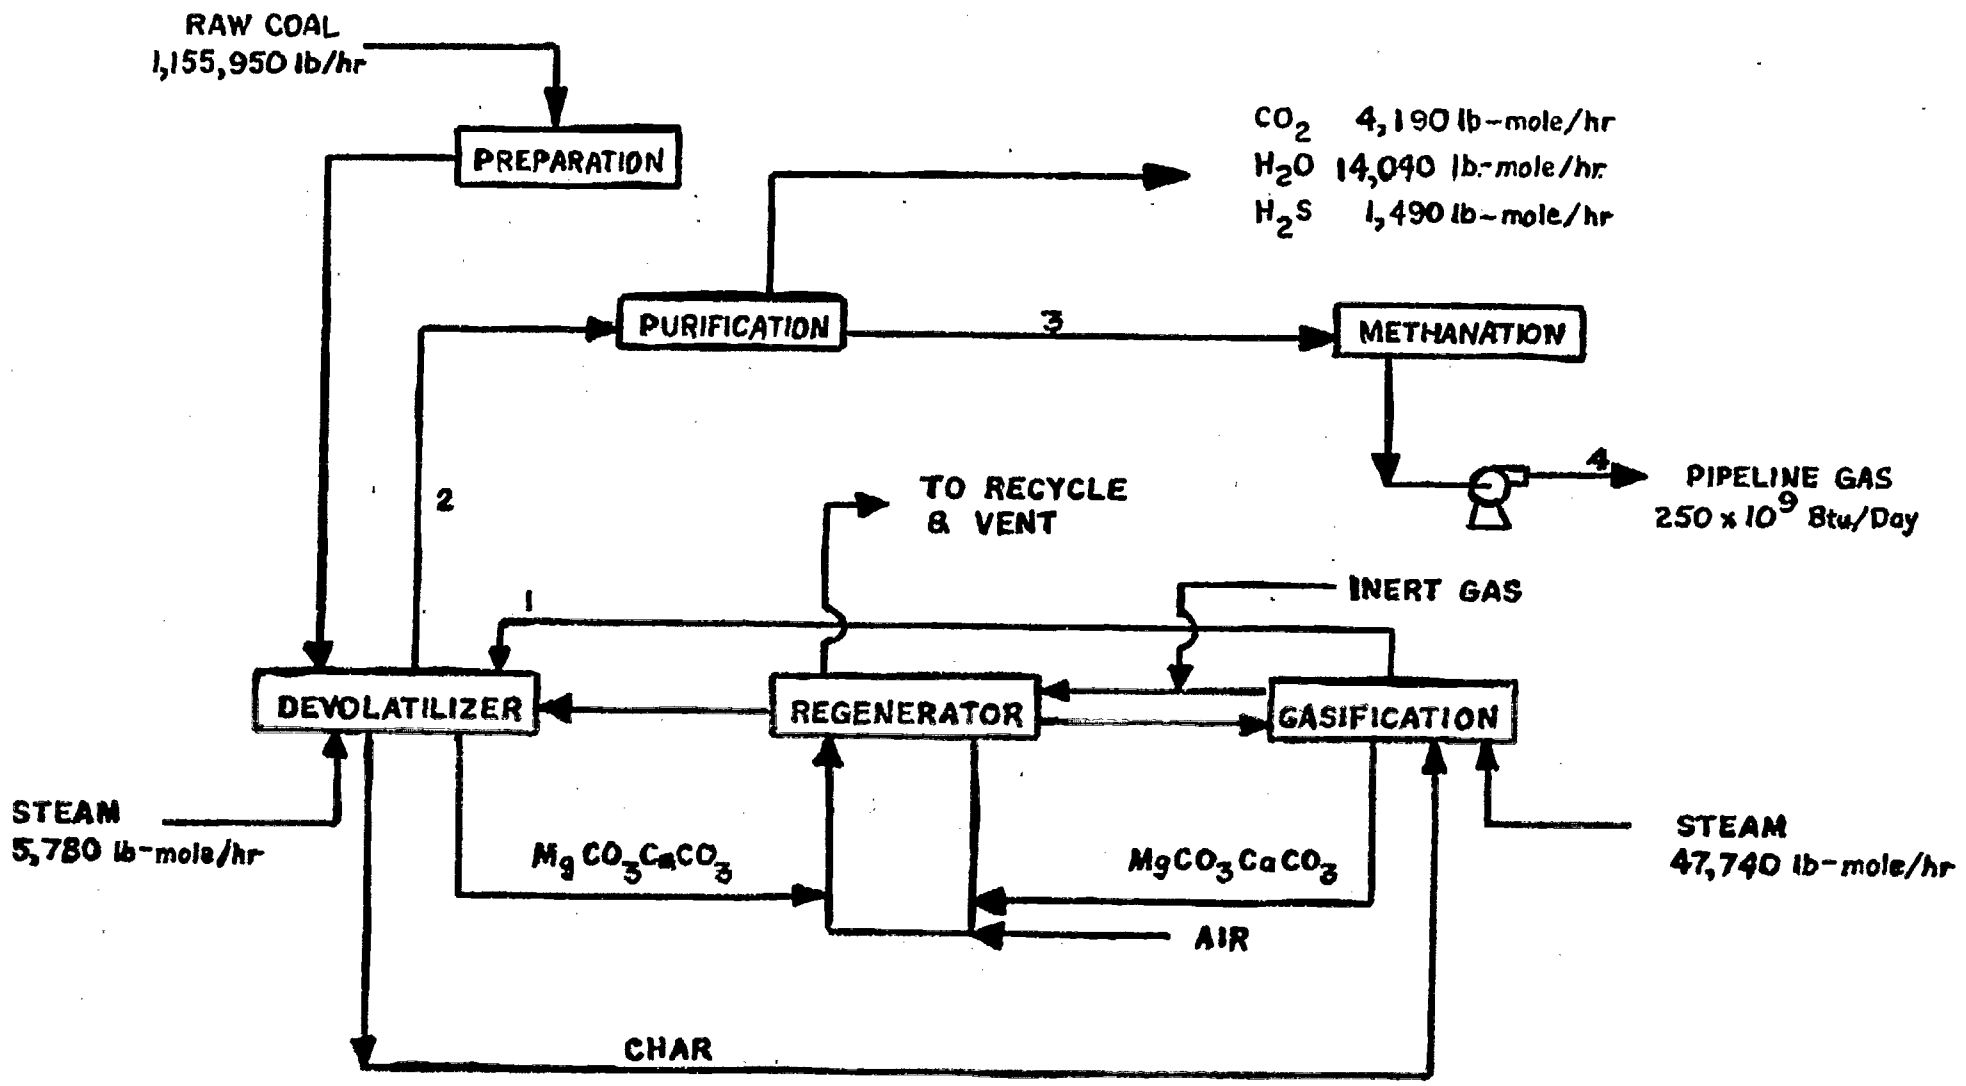 RAW COAL
1,155,950 lb/hr
PREPARATION
CO2 4,190 lb-mole/hr
H2O 14,040 lb-mole/hr
H2S 1,490 lb-mole/hr
PURIFICATION
3
METHANATION
2
TO RECYCLE
& VENT
4
PIPELINE GAS
250 x 10^9 Btu/Day
1
INERT GAS
DEVOLATILIZER
REGENERATOR
GASIFICATION
STEAM
5,780 lb-mole/hr
MgCO3CaCO3
MgCO3CaCO3
STEAM
47,740 lb-mole/hr
AIR
CHAR